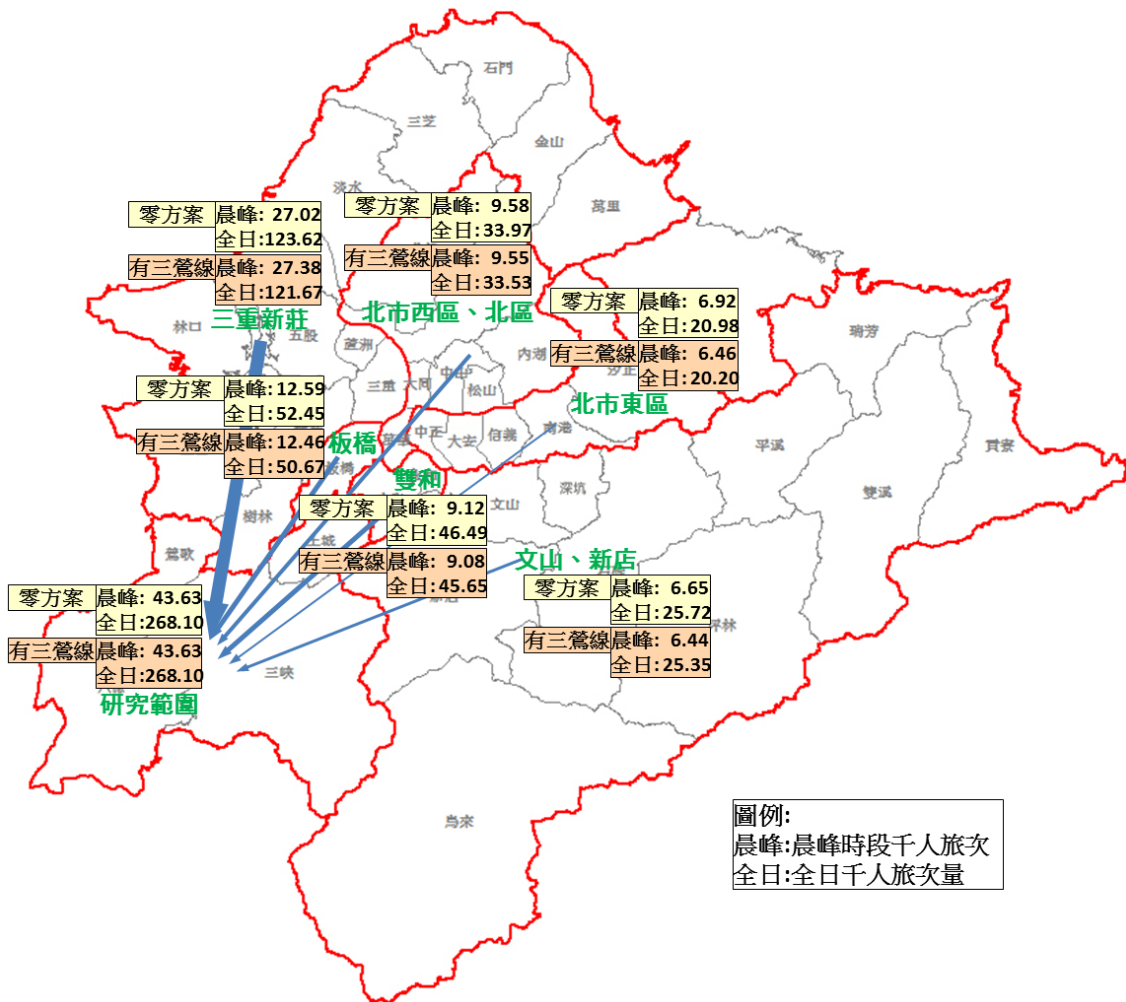 石門
三芝
金山
淡水
萬里
零方案 晨峰: 27.02
全日:123.62
有三鶯線 晨峰: 27.38
全日:121.67
三重新莊
零方案 晨峰: 9.58
全日:33.97
有三鶯線 晨峰: 9.55
全日:33.53
北市西區、北區
零方案 晨峰: 6.92
全日:20.98
有三鶯線 晨峰: 6.46
全日:20.20
北市東區
林口
五股
蘆洲
內湖
汐止
瑞芳
三重
大同
中山
松山
零方案 晨峰: 12.59
全日: 52.45
有三鶯線 晨峰: 12.46
全日: 50.67
板橋
板橋
中正
大安
信義
南港
平溪
貢寮
雙溪
雙和
文山
深坑
樹林
土城
鶯歌
零方案 晨峰: 9.12
全日:46.49
有三鶯線 晨峰: 9.08
全日:45.65
文山、新店
零方案 晨峰: 6.65
全日:25.72
有三鶯線 晨峰: 6.44
全日:25.35
坪林
零方案 晨峰: 43.63
全日:268.10
有三鶯線 晨峰: 43.63
全日:268.10
研究範圍
三峽
烏來
圖例:
晨峰:晨峰時段千人旅次
全日:全日千人旅次量